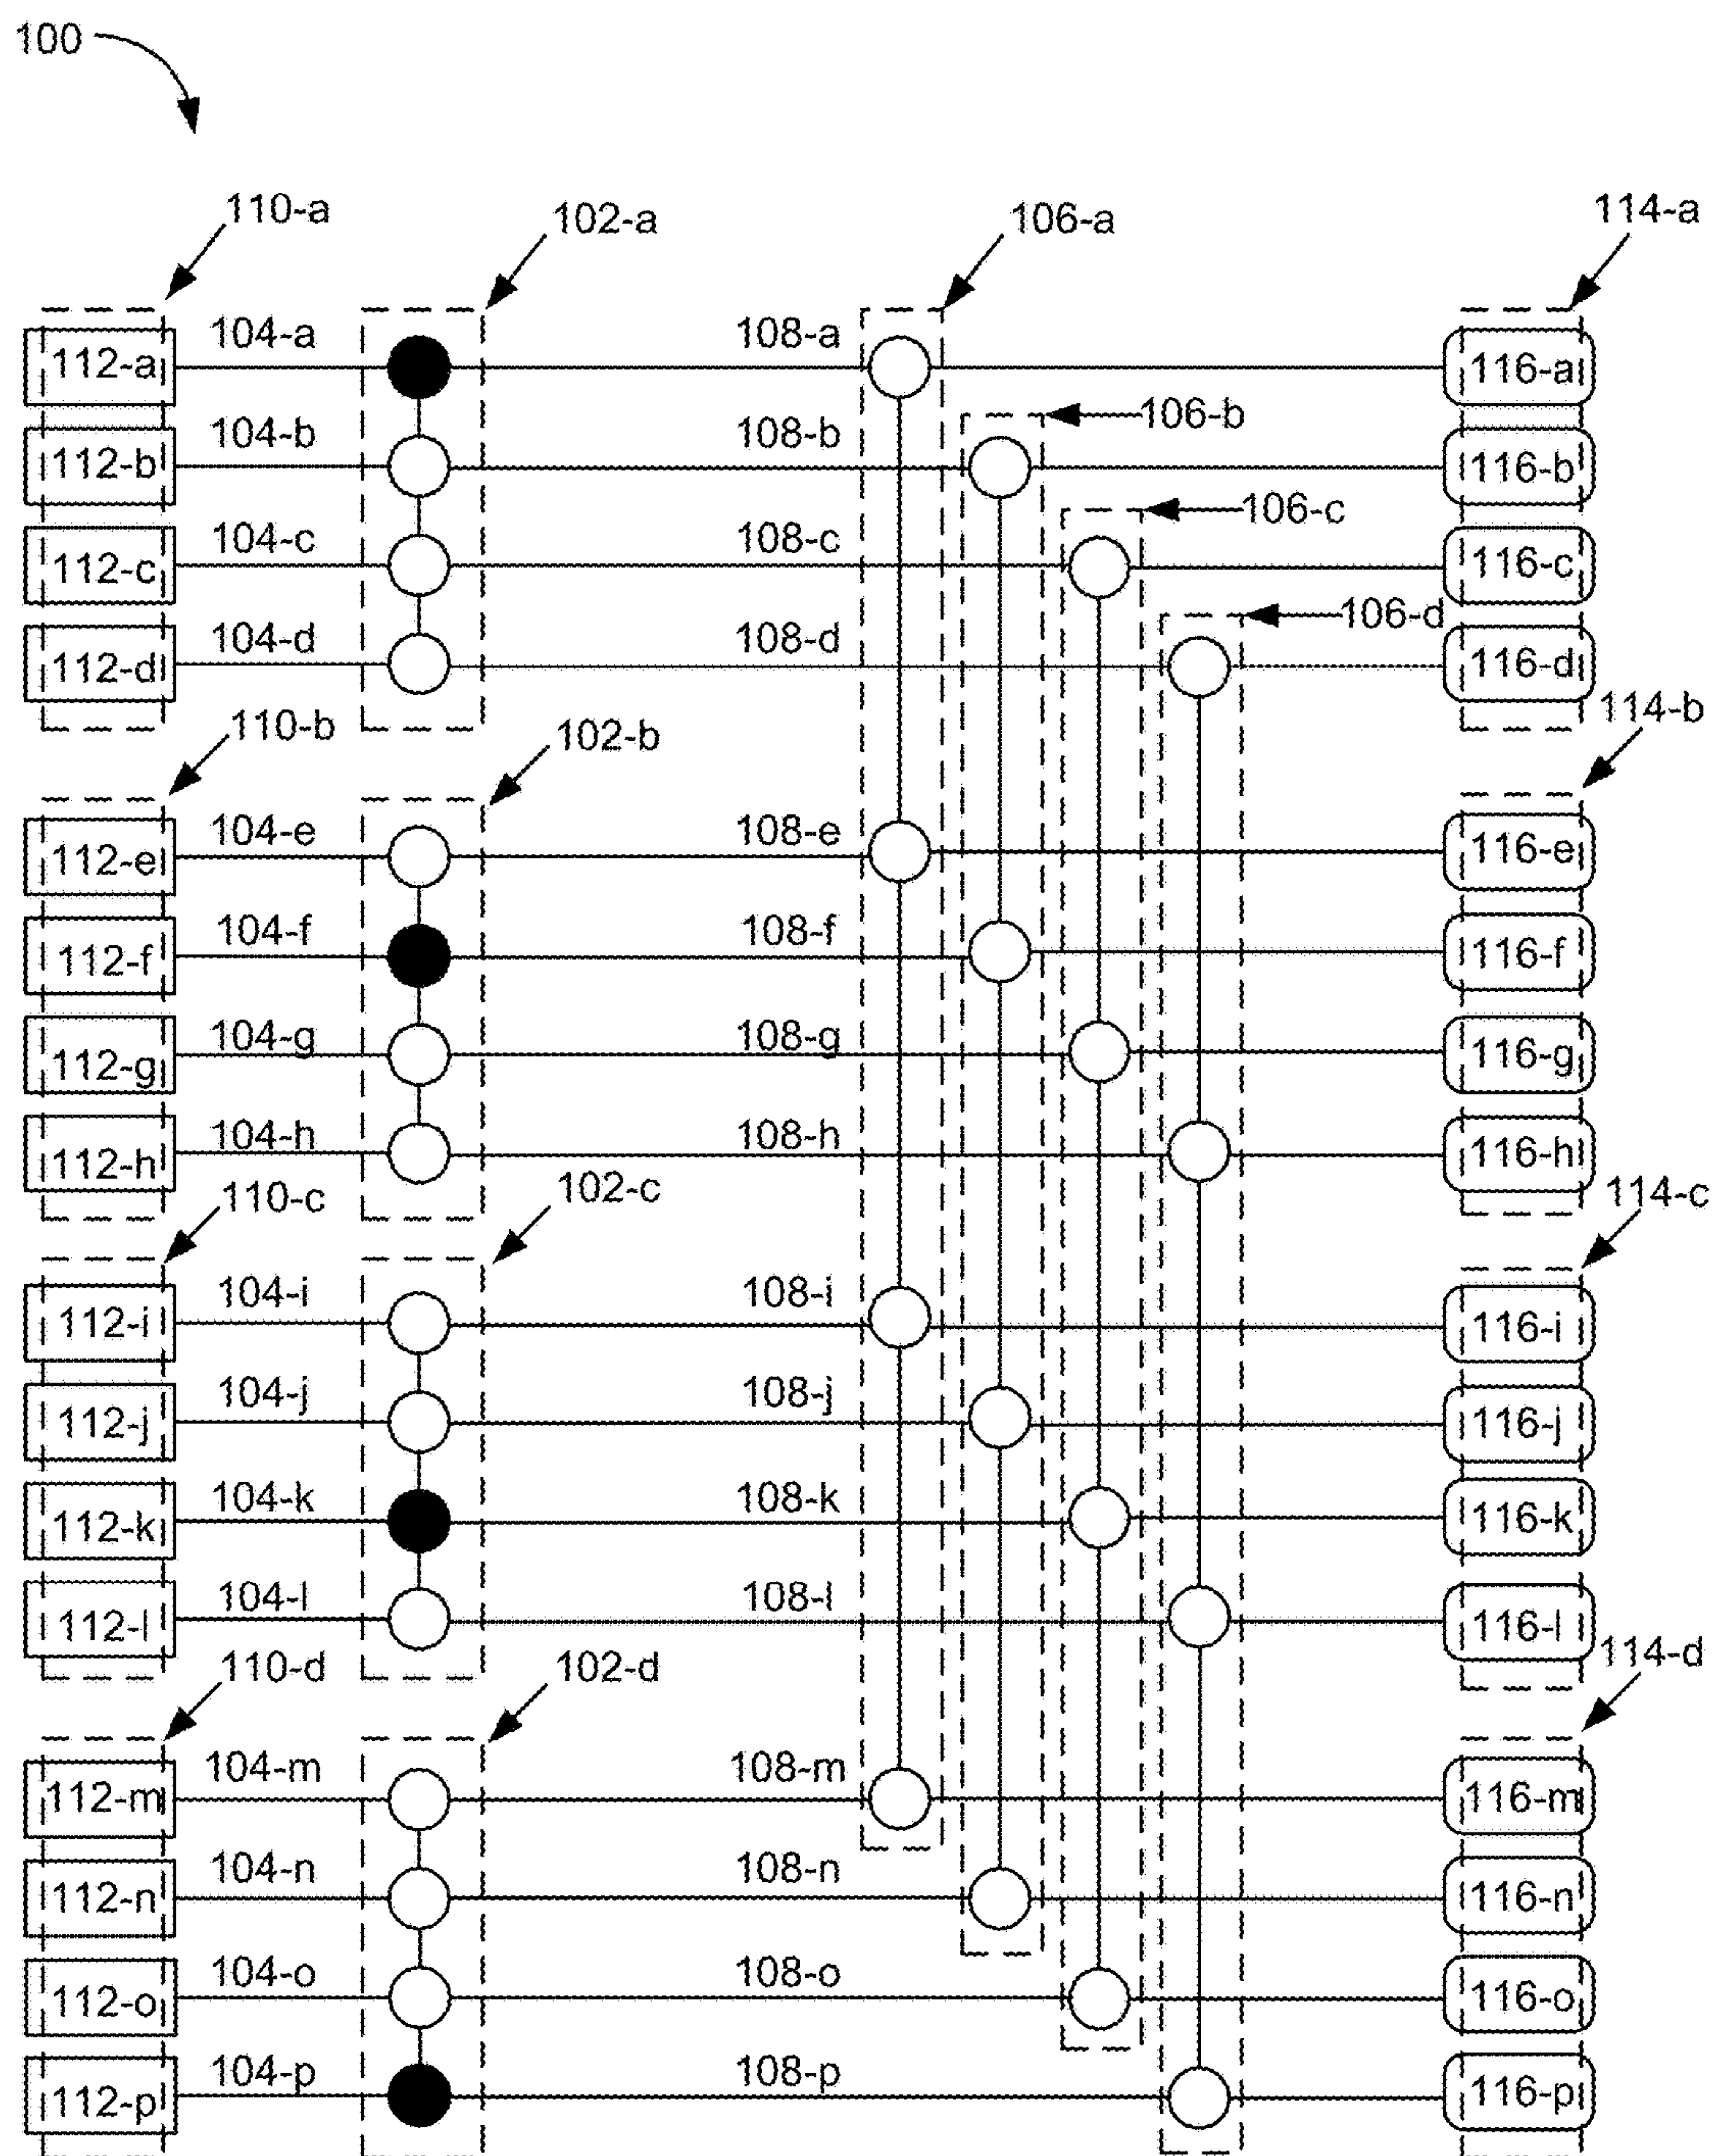 100
110-a 102-a 106-a 114-a
112-a 104-a 108-a 116-a
106-b
112-b 104-b 108-b 116-b
106-c
112-c 104-c 108-c 116-c
106-d
112-d 104-d 108-d 116-d
110-b 102-b 114-b
112-e 104-e 108-e 116-e
112-f 104-f 108-f 116-f
112-g 104-g 108-g 116-g
112-h 104-h 108-h 116-h
110-c 102-c 114-c
112-i 104-i 108-i 116-i
112-j 104-j 108-j 116-j
112-k 104-k 108-k 116-k
112-l 104-l 108-l 116-l
110-d 102-d 114-d
112-m 104-m 108-m 116-m
112-n 104-n 108-n 116-n
112-o 104-o 108-o 116-o
112-p 104-p 108-p 116-p